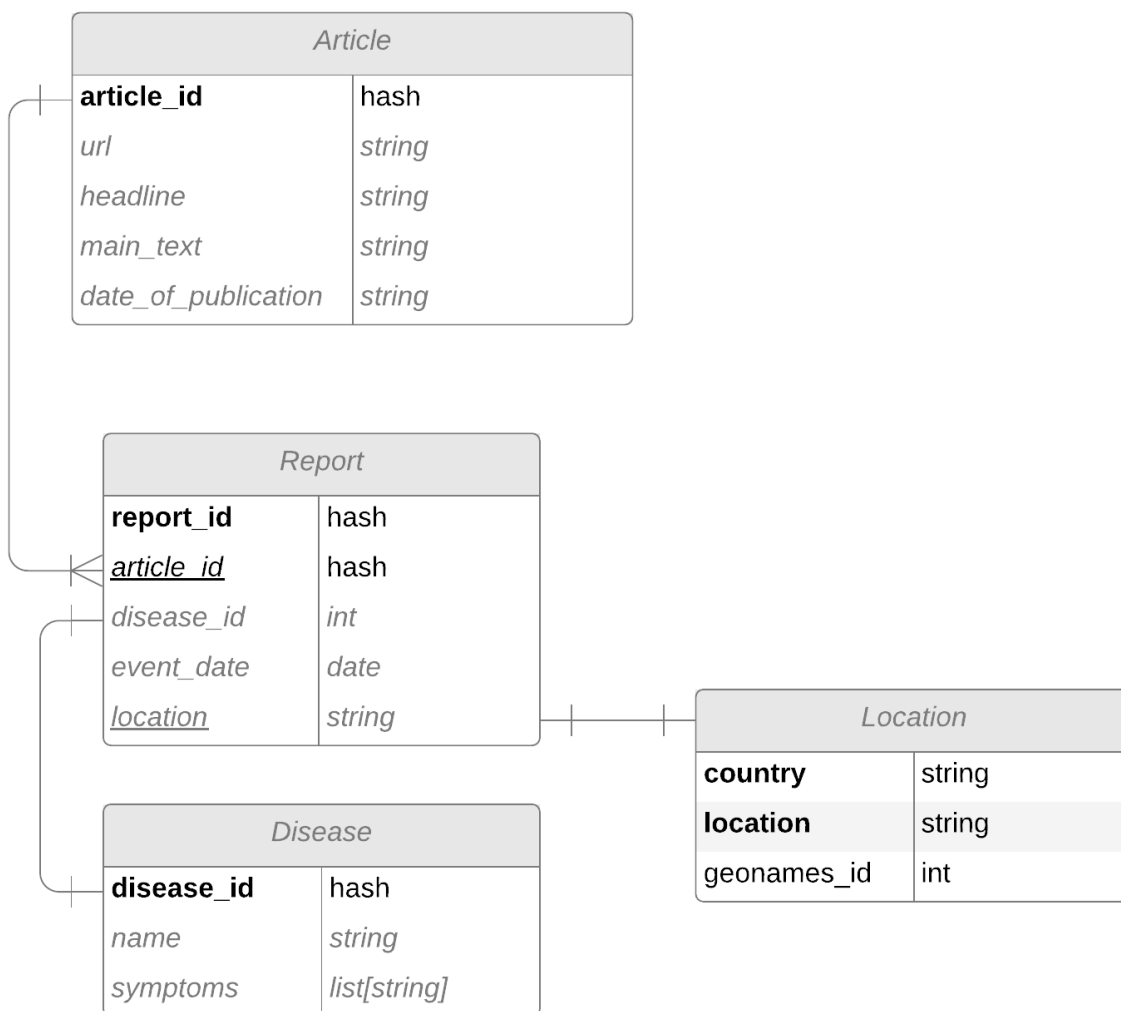 Article
article_id hash
url string
headline string
main_text string
date_of_publication string
Report
report_id hash
article_id hash
disease_id int
event_date date
location string
Location
country string
location string
geonames_id int
Disease
disease_id hash
name string
symptoms list[string]